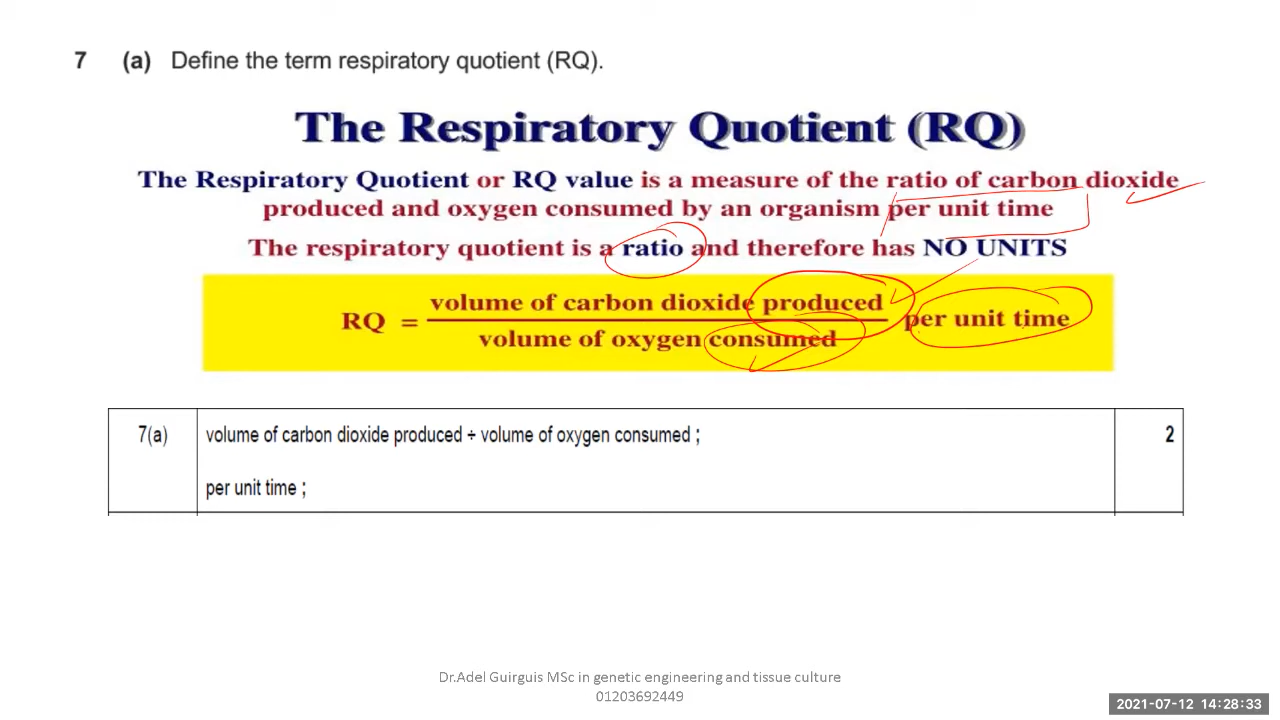 7 (a) Define the term respiratory quotient (RQ).
The Respiratory Quotient (RQ)
The Respiratory Quotient or RQ value is a measure of the ratio of carbon dioxide
produced and oxygen consumed by an organism per unit time
The respiratory quotient is a ratio and therefore has NO UNITS
volume of carbon dioxide produced
RQ = per unit time
volume of oxygen consumed
7(a) volume of carbon dioxide produced ÷ volume of oxygen consumed ; 2
per unit time ;
Dr.Adel Guirguis MSc in genetic engineering and tissue culture
01203692449
2021-07-12 14:28:33